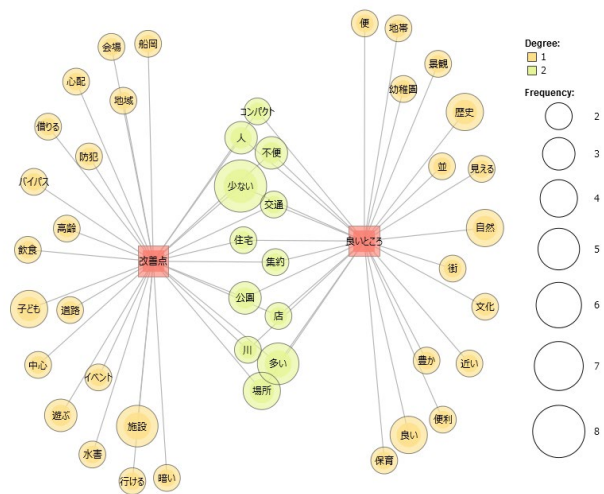 会場
船岡
心配
地域
借りる
防犯
バイパス
高齢
飲食
改善点
子ども
道路
中心
イベント
遊ぶ
施設
水害
行ける
暗い
コンパクト
人
不便
少ない
交通
住宅
集約
公園
店
川
多い
場所
便
地帯
景観
幼稚園
歴史
並
見える
自然
良いところ
街
文化
豊か
近い
便利
良い
保育
Degree:
1
2
Frequency:
2
3
4
5
6
7
8